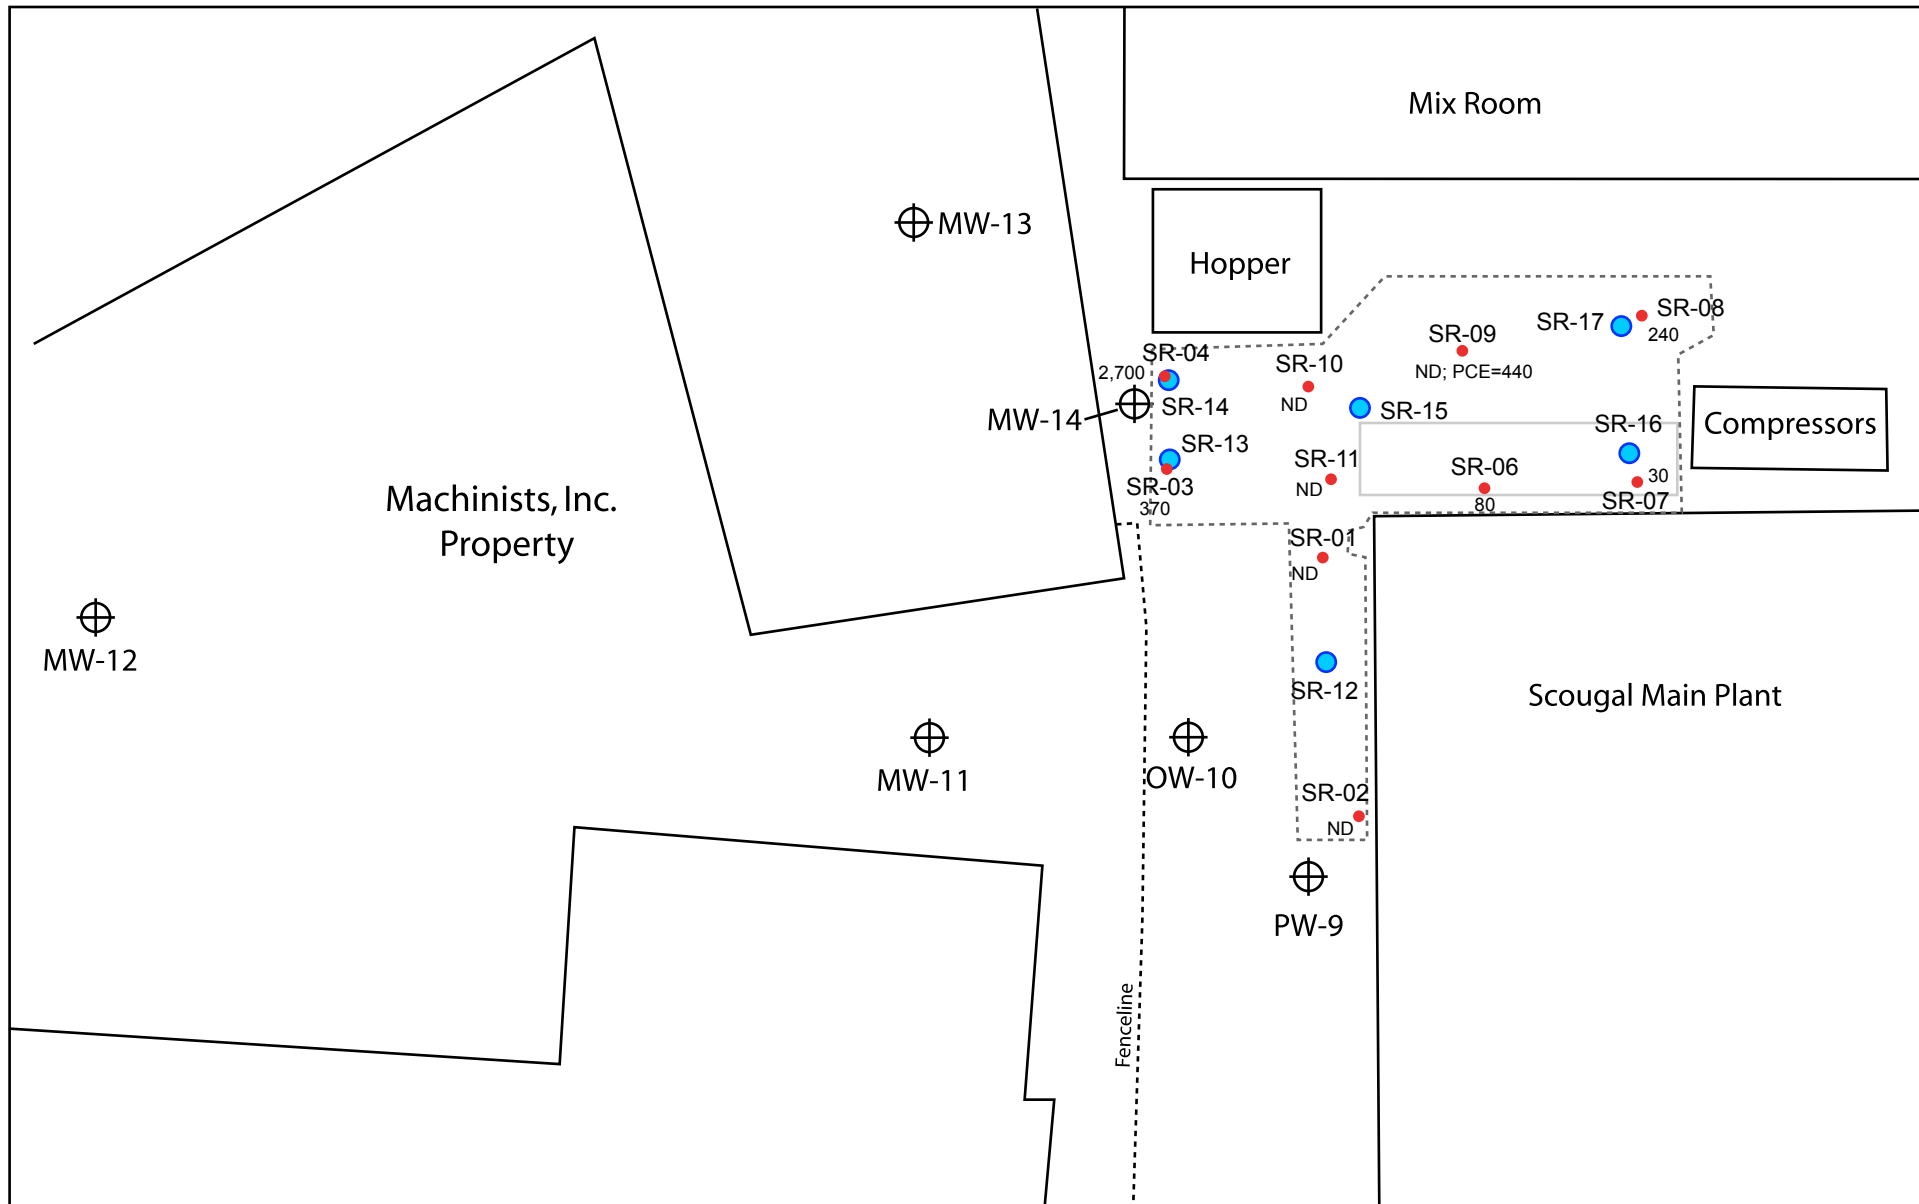 Mix Room
MW-13
Hopper
SR-17
SR-08
240
SR-09
ND; PCE=440
SR-04
2,700
SR-10
ND
MW-14
SR-14
SR-15
Compressors
SR-16
SR-13
SR-11
ND
SR-06
80
30
SR-07
SR-03
370
Machinists, Inc.
Property
SR-01
ND
MW-12
SR-12
Scougal Main Plant
MW-11
OW-10
SR-02
ND
PW-9
Fenceline